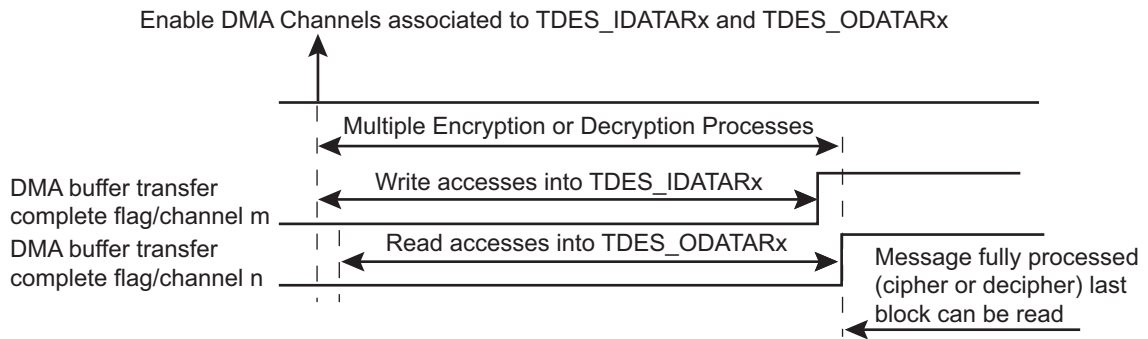 Enable DMA Channels associated to TDES_IDATARx and TDES_ODATARx
Multiple Encryption or Decryption Processes
DMA buffer transfer
complete flag/channel m
Write accesses into TDES_IDATARx
DMA buffer transfer
complete flag/channel n
Read accesses into TDES_ODATARx
Message fully processed
(cipher or decipher) last
block can be read